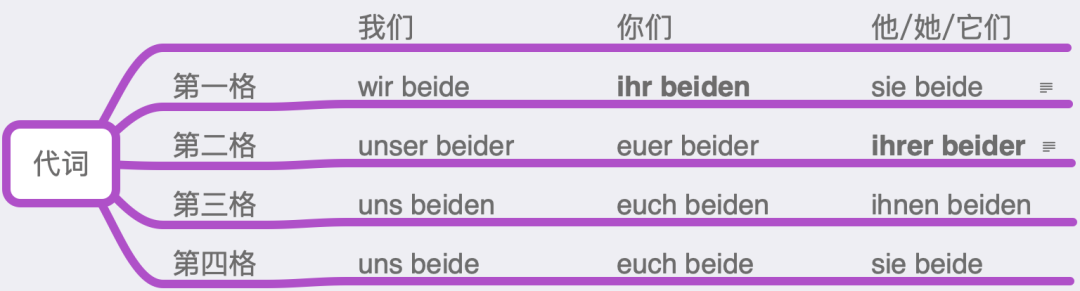 我们 你们 他/她/它们
第一格 wir beide ihr beiden sie beide
第二格 unser beider euer beider ihrer beider
代词
第三格 uns beiden euch beiden ihnen beiden
第四格 uns beide euch beide sie beide